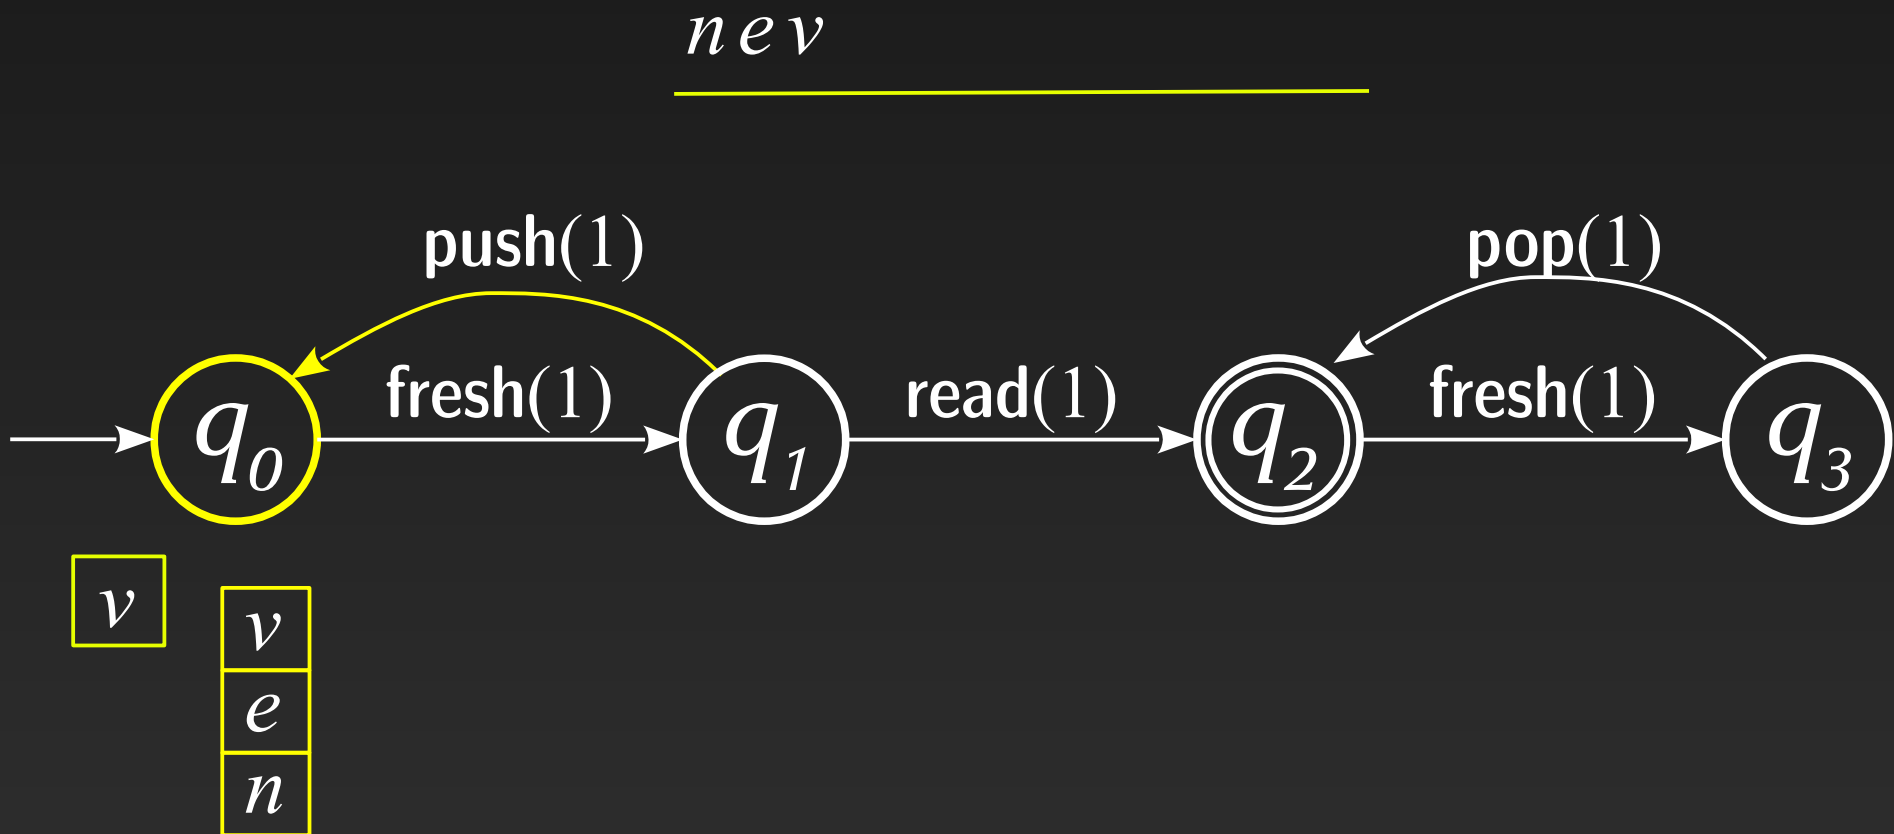 n e v
push(1)
pop(1)
fresh(1)
read(1)
fresh(1)
q0
q1
q2
q3
v
v
e
n